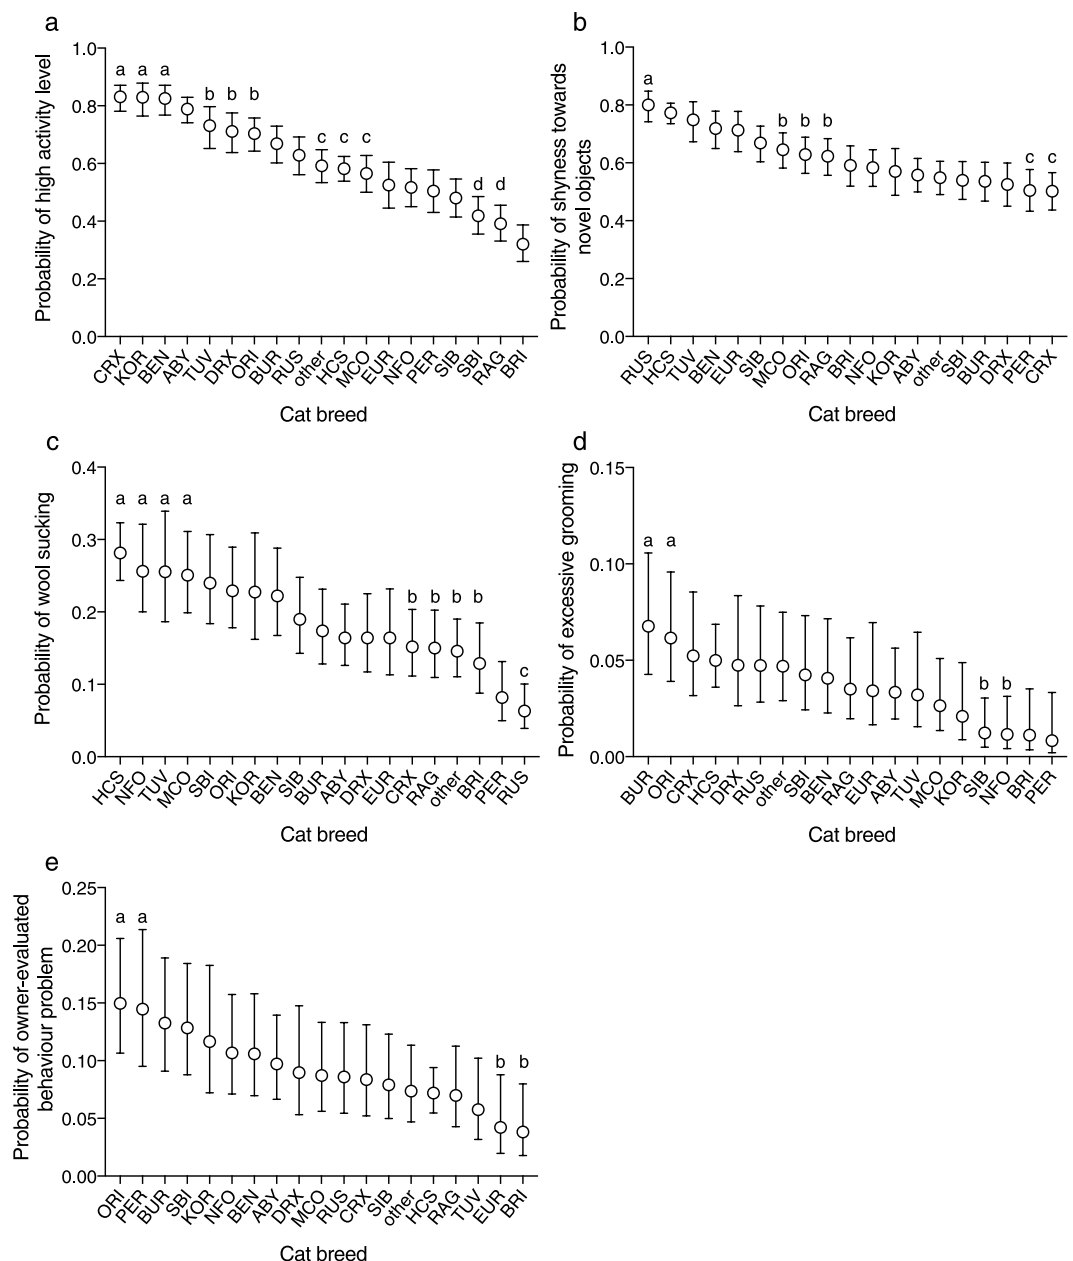 a
Probability of high activity level
1.0
0.8
0.6
0.4
0.2
0.0
a a a b b b c c c d d
CRX KOR BEN ABY TUV DRX ORI BUR RUS other HCS MCO EUR NFO PER SIB SBI RAG BRI
Cat breed
b
Probability of shyness towards
novel objects
1.0
0.8
0.6
0.4
0.2
0.0
a b b b c c
RUS HCS TUV BEN EUR SIB MCO ORI RAG BRI NFO KOR ABY other SBI BUR DRX PER CRX
Cat breed
c
Probability of wool sucking
0.4
0.3
0.2
0.1
0.0
a a a a b b b b c
HCS NFO TUV MCO SBI ORI KOR BEN SIB BUR ABY DRX EUR CRX RAG other BRI PER RUS
Cat breed
d
Probability of excessive grooming
0.15
0.10
0.05
0.00
a a b b
BUR ORI CRX HCS DRX RUS other SBI BEN RAG EUR ABY TUV MCO KOR SIB NFO BRI PER
Cat breed
e
Probability of owner-evaluated
behaviour problem
0.25
0.20
0.15
0.10
0.05
0.00
a a b b
ORI PER BUR SBI KOR NFO BEN ABY DRX MCO RUS CRX SIB other HCS RAG TUV EUR BRI
Cat breed